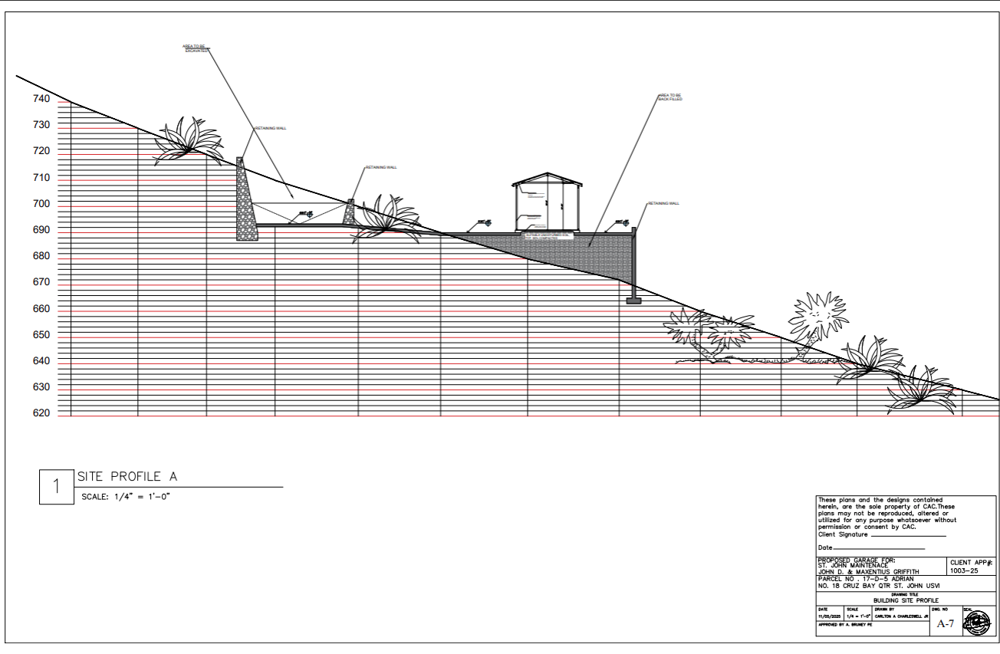 AREA TO BE
EXCAVATED
AREA TO BE
BACK FILLED
RETAINING WALL
RETAINING WALL
RETAINING WALL
740
730
720
710
700
690
680
670
660
650
640
630
620
1
SITE PROFILE A
SCALE: 1/4" = 1'-0"
These plans and the designs contained
herein, are the sole property of CAC.These
plans may not be reproduced, altered or
utilized for any purpose whatsoever without
permission or consent by CAC.
Client Signature
Date
PROPOSED GARAGE FOR:
ST. JOHN MAINTENACE
JOHN D. & MAXENTIUS GRIFFITH
CLIENT APP#:
1003-25
PARCEL NO . 17-D-5 ADRIAN
NO. 18 CRUZ BAY QTR ST. JOHN USVI
DRAWING TITLE
BUILDING SITE PROFILE
DATE
11/05/2025
SCALE
1/4 = 1'-0"
DRAWN BY
CARLTON A CHARLESWELL JR
DWG. NO
A-7
SEAL
APPROVED BY A. BRUNEY PE